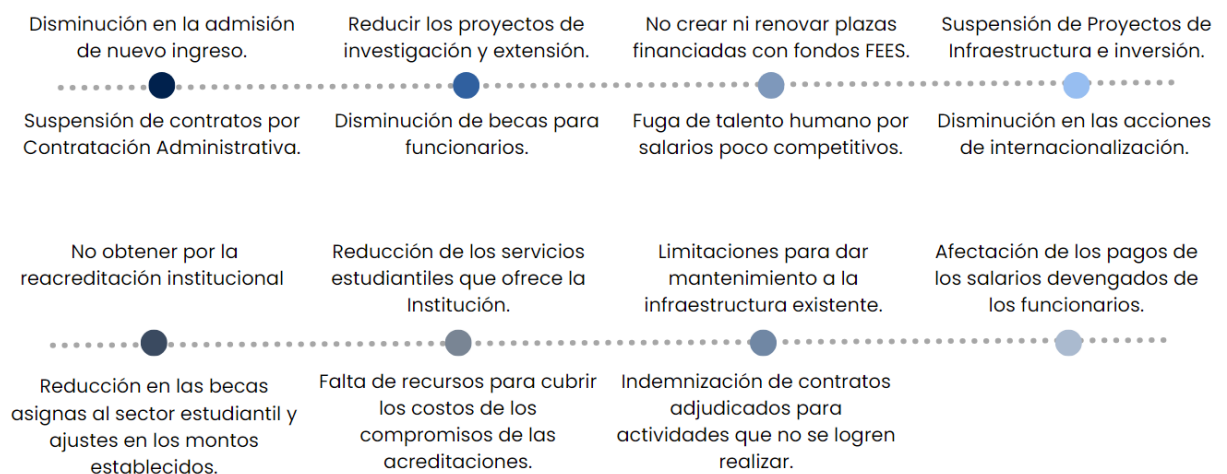 Disminución en la admisión
de nuevo ingreso.
Reducir los proyectos de
investigación y extensión.
No crear ni renovar plazas
financiadas con fondos FEES.
Suspensión de Proyectos de
Infraestructura e inversión.
Suspensión de contratos por
Contratación Administrativa.
Disminución de becas para
funcionarios.
Fuga de talento humano por
salarios poco competitivos.
Disminución en las acciones
de internacionalización.
No obtener por la
reacreditación institucional
Reducción de los servicios
estudiantiles que ofrece la
Institución.
Limitaciones para dar
mantenimiento a la
infraestructura existente.
Afectación de los pagos de
los salarios devengados de
los funcionarios.
Reducción en las becas
asignas al sector estudiantil y
ajustes en los montos
establecidos.
Falta de recursos para cubrir
los costos de los
compromisos de las
acreditaciones.
Indemnización de contratos
adjudicados para
actividades que no se logren
realizar.